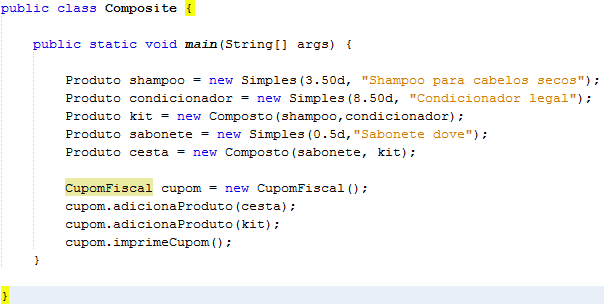 public class Composite {
public static void main(String[] args) {
Produto shampoo = new Simples(3.50d, "Shampoo para cabelos secos");
Produto condicionador = new Simples(8.50d, "Condicionador legal");
Produto kit = new Composto(shampoo,condicionador);
Produto sabonete = new Simples(0.5d,"Sabonete dove");
Produto cesta = new Composto(sabonete, kit);
CupomFiscal cupom = new CupomFiscal();
cupom.adicionaProduto(cesta);
cupom.adicionaProduto(kit);
cupom.imprimeCupom();
}
}